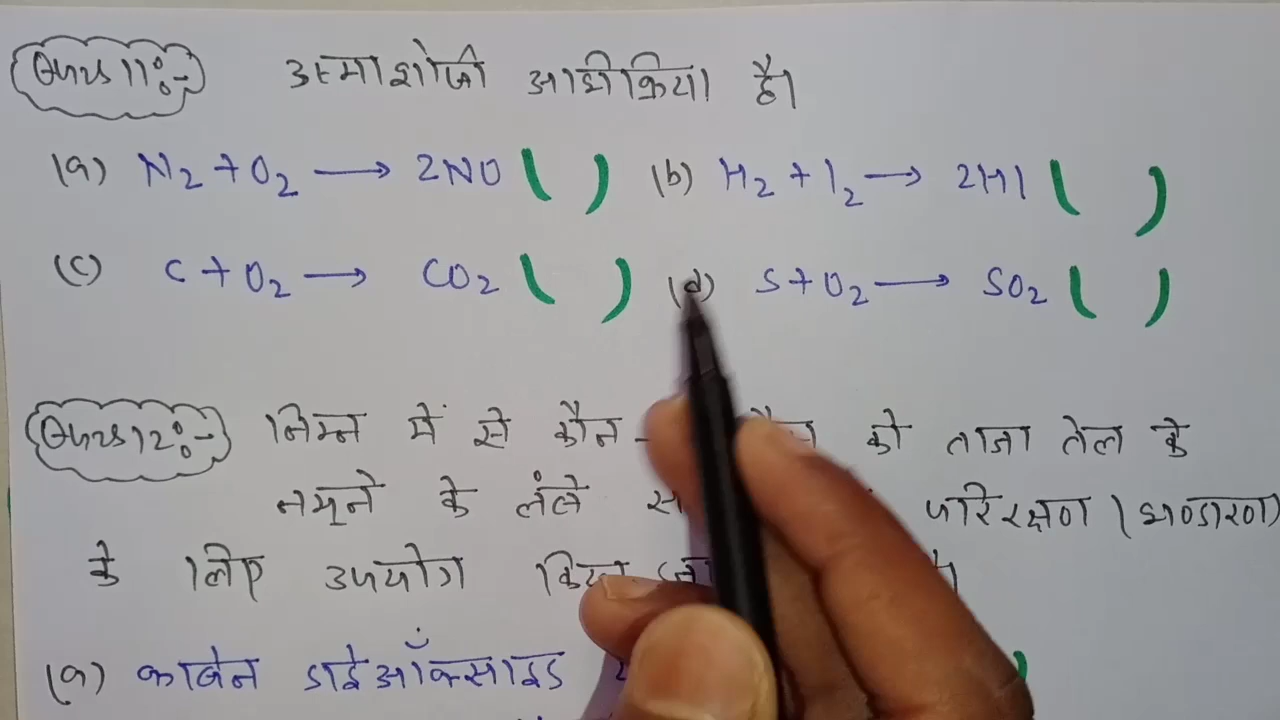 प्रश्न 11:-
उष्माशोजी अभीक्रिया है।
(a) N₂ + O₂ → 2NO ( ) (b) H₂ + I₂ → 2HI ( )
(c) C + O₂ → CO₂ ( ) (d) S + O₂ → SO₂ ( )
प्रश्न 12:-
निम्न में से कौन - को ताजा तेल के
नमूने के लंले परिरक्षण (भण्डारण)
के लिए उपयोग
(a) कार्बन डाईऑक्साइड